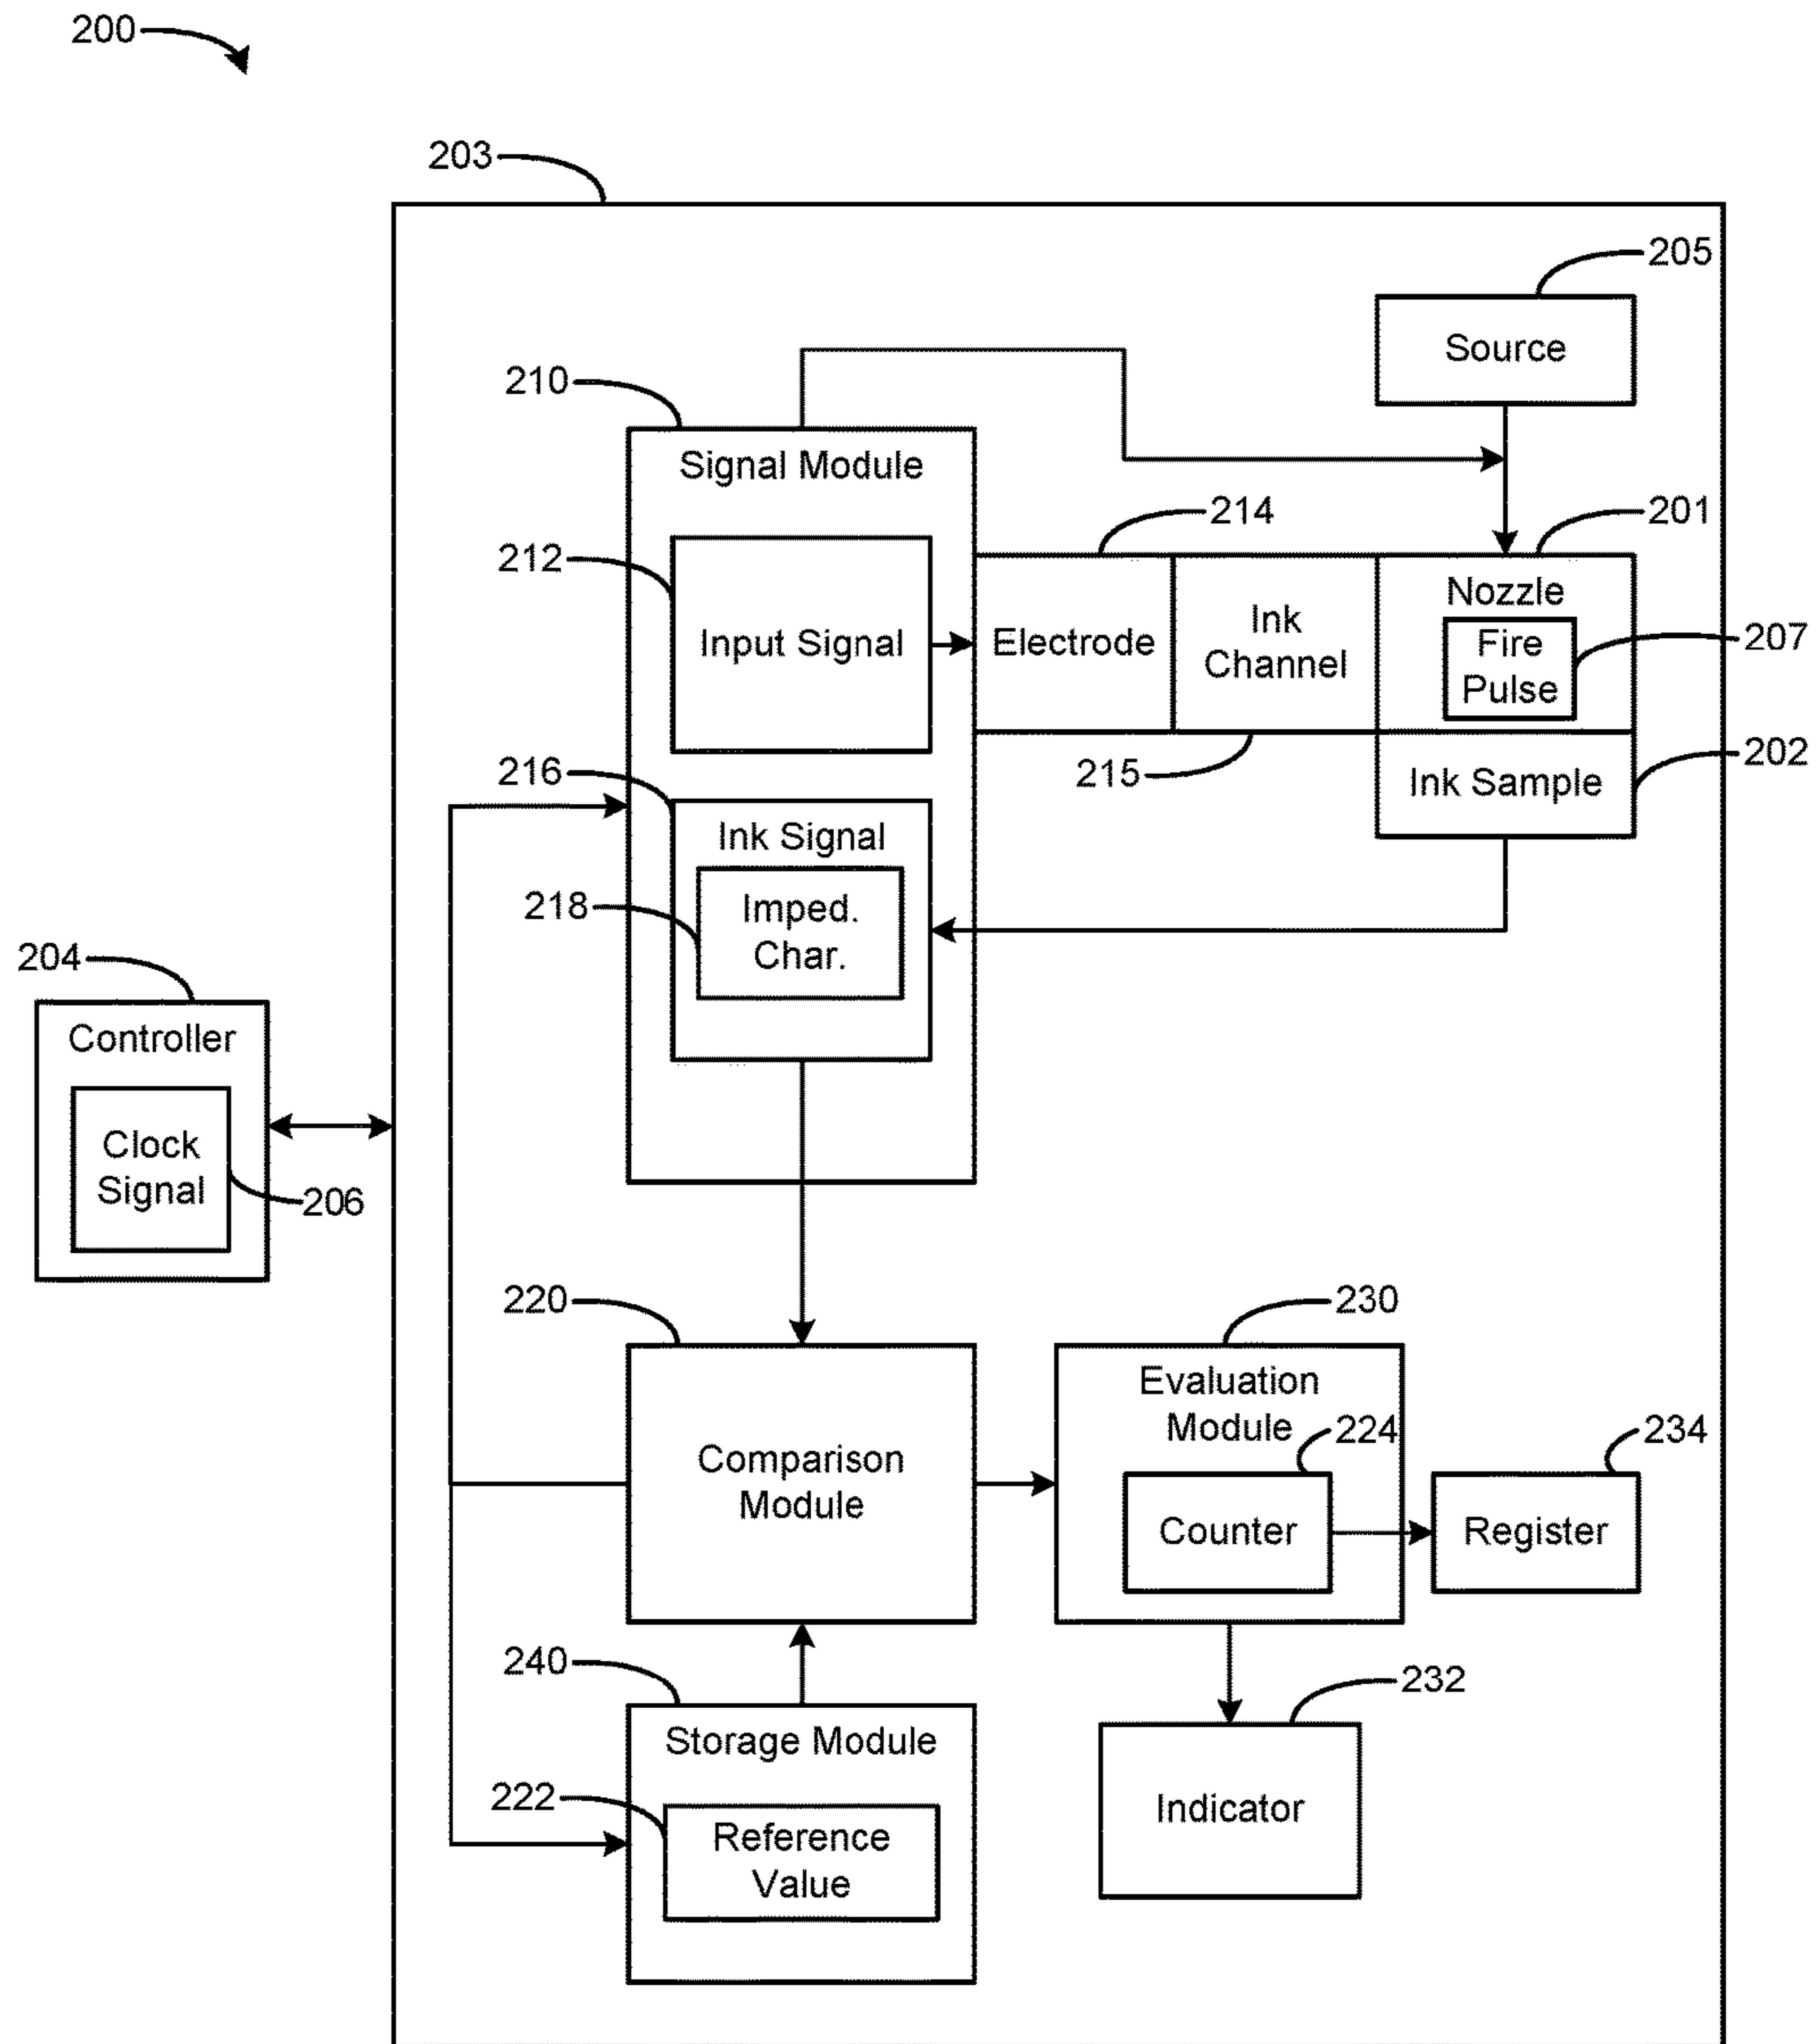 200
203
205
Source
210
Signal Module
214
201
212
Input Signal
Electrode
Ink
Channel
Nozzle
Fire
Pulse
207
216
215
202
Ink Sample
Ink Signal
218
Imped.
Char.
204
Controller
Clock
Signal
206
220
230
Comparison
Module
Evaluation
Module
224
234
Counter
Register
240
232
Storage Module
222
Reference
Value
Indicator